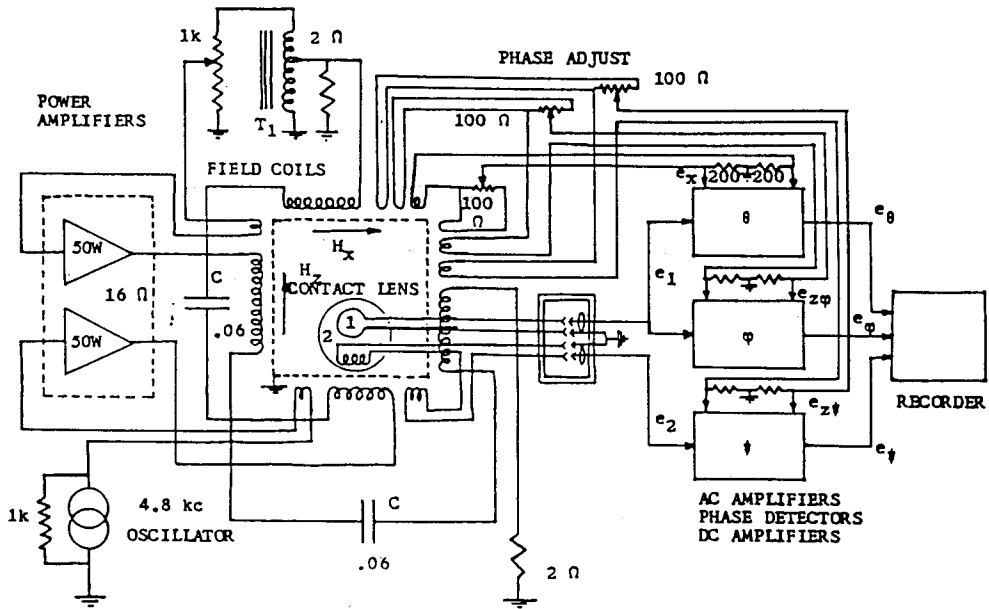 1k
2 Ω
PHASE ADJUST
100 Ω
POWER
AMPLIFIERS
T1
100 Ω
FIELD COILS
ex
200
200
100
Ω
θ
eθ
Hx
50W
16 Ω
C
Hz
CONTACT LENS
e1
ezφ
1
2
.06
φ
eφ
50W
RECORDER
e2
ezψ
ψ
eψ
1k
4.8 kc
OSCILLATOR
C
.06
2 Ω
AC AMPLIFIERS
PHASE DETECTORS
DC AMPLIFIERS